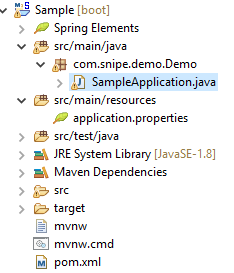 Sample [boot]
Spring Elements
src/main/java
com.snipe.demo.Demo
SampleApplication.java
src/main/resources
application.properties
src/test/java
JRE System Library [JavaSE-1.8]
Maven Dependencies
src
target
mvnw
mvnw.cmd
pom.xml